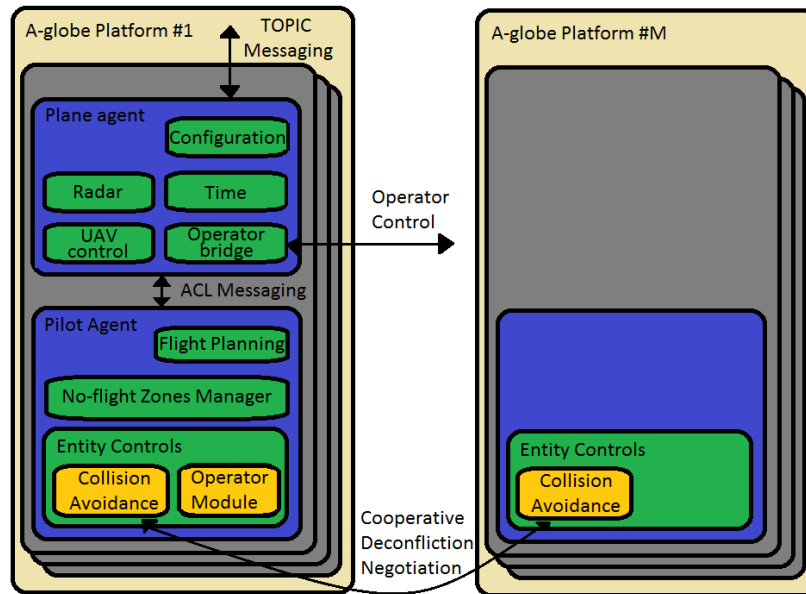 A-globe Platform #1
TOPIC
Messaging
Plane agent
Configuration
Radar
Time
UAV
control
Operator
bridge
ACL Messaging
Pilot Agent
Flight Planning
No-flight Zones Manager
Entity Controls
Collision
Avoidance
Operator
Module
Operator
Control
Cooperative
Deconfliction
Negotiation
A-globe Platform #M
Entity Controls
Collision
Avoidance